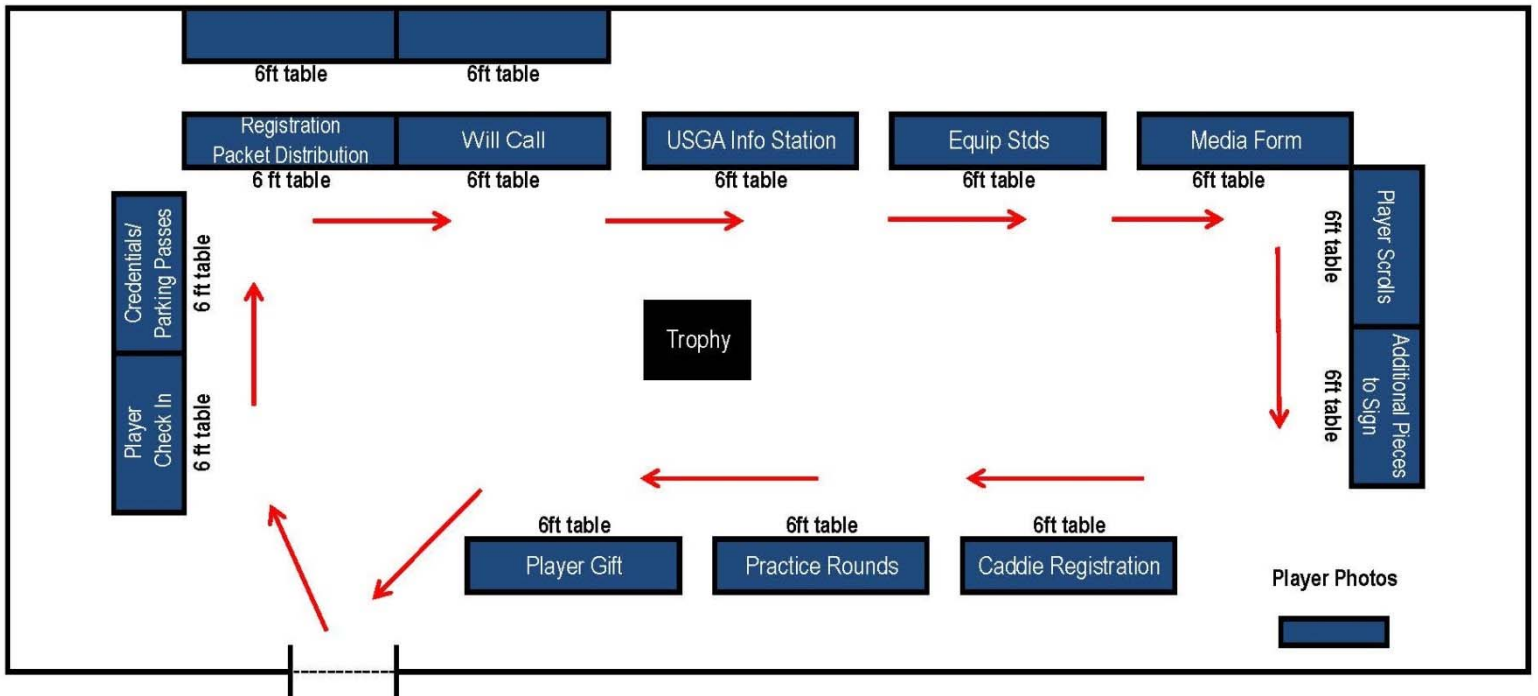 6ft table
6ft table
Registration
Packet Distribution
Will Call
USGA Info Station
Equip Stds
Media Form
6 ft table
6ft table
6ft table
6ft table
6ft table
Credentials/
Parking Passes
6 ft table
Player
Check In
6 ft table
Trophy
Player Scrolls
6ft table
Additional Pieces
to Sign
6ft table
6ft table
6ft table
6ft table
Player Gift
Practice Rounds
Caddie Registration
Player Photos